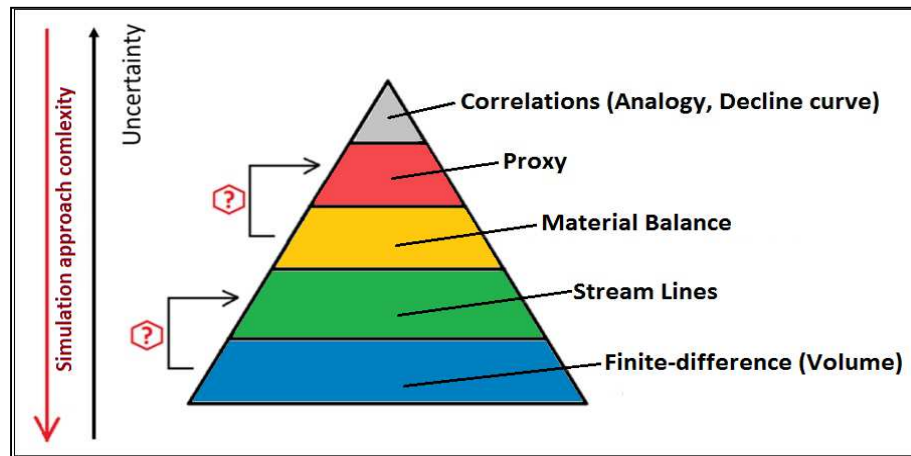 Simulation approach comlexity
Uncertainty
Correlations (Analogy, Decline curve)
Proxy
?
Material Balance
Stream Lines
?
Finite-difference (Volume)